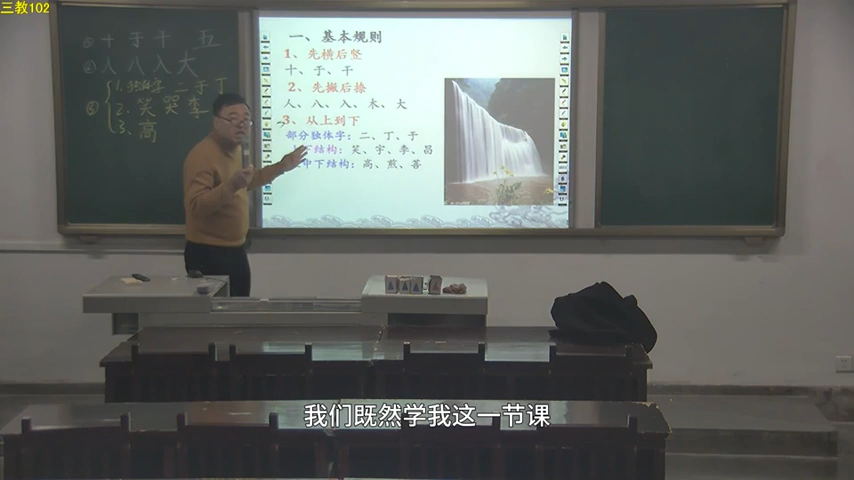 三教102
① 十 于 干 五
② 人 八 入 大
③ 1、独体字 二 于 丁
2、笑 哭 李
3、高
一、基本规则
1、先横后竖
十、于、干
2、先撇后捺
人、八、入、木、大
3、从上到下
部分独体字：二、丁、于
下结构：笑、宇、李、昌
中下结构：高、煎、善
我们既然学我这一节课